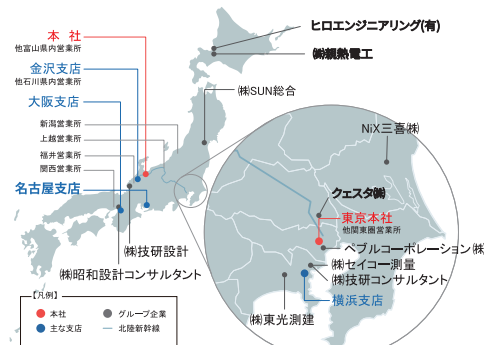 ヒロエンジニアリング(有)
㈱親熱電工
本 社
他富山県内営業所
金沢支店
他石川県内営業所
大阪支店
㈱SUN総合
新潟営業所
上越営業所
福井営業所
関西営業所
名古屋支店
NiX三喜㈱
クェスタ㈱
東京本社
他関東圏営業所
ペブルコーポレーション㈱
㈱セイコー測量
㈱技研コンサルタント
横浜支店
㈱東光測建
㈱技研設計
㈱昭和設計コンサルタント
【凡例】
本社
グループ企業
主な支店
北陸新幹線